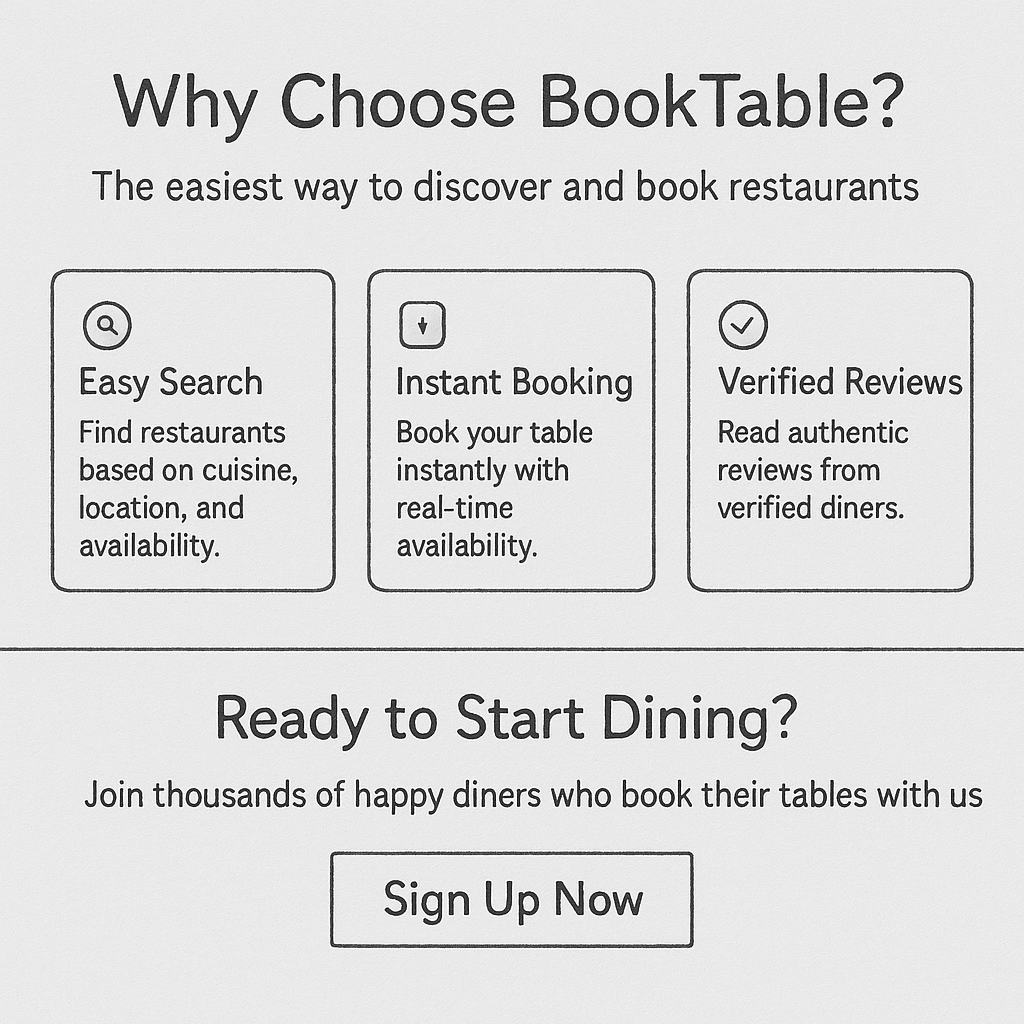 Why Choose BookTable?
The easiest way to discover and book restaurants
Easy Search
Find restaurants
based on cuisine,
location, and
availability.
Instant Booking
Book your table
instantly with
real-time
availability.
Verified Reviews
Read authentic
reviews from
verified diners.
Ready to Start Dining?
Join thousands of happy diners who book their tables with us
Sign Up Now